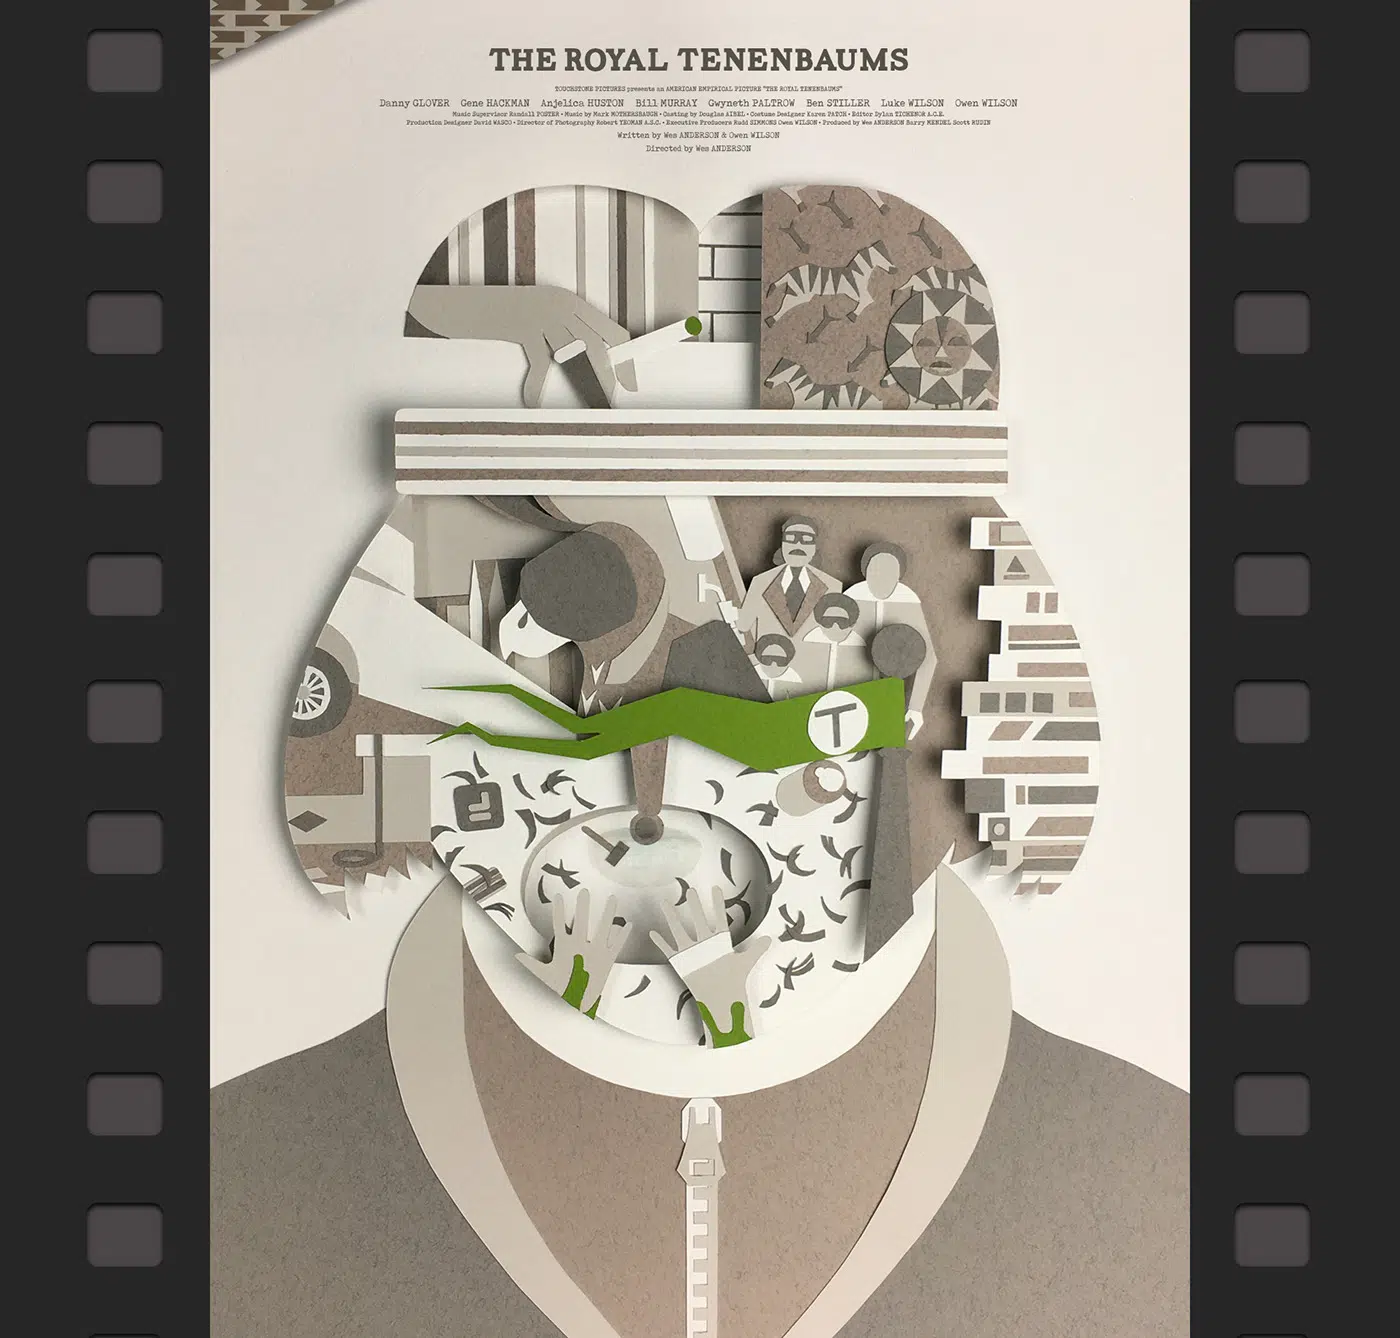 THE ROYAL TENENBAUMS
TOUCHSTONE PICTURES presents an AMERICAN EMPIRICAL PICTURE "THE ROYAL TENENBAUMS"
Danny GLOVER Gene HACKMAN Anjelica HUSTON Bill MURRAY Gwyneth PALTROW Ben STILLER Luke WILSON Owen WILSON
Music Supervisor Randall POSTER • Music by Mark MOTHERSBAUGH • Casting by Douglas AIBEL • Costume Designer Karen PATCH • Editor Dylan TICHENOR A.C.E.
Production Designer David WASCO • Director of Photography Robert YEOMAN A.S.C. • Executive Producers Rudd SIMMONS Owen WILSON • Produced by Wes ANDERSON Barry MENDEL Scott RUDIN
Written by Wes ANDERSON & Owen WILSON
Directed by Wes ANDERSON
T